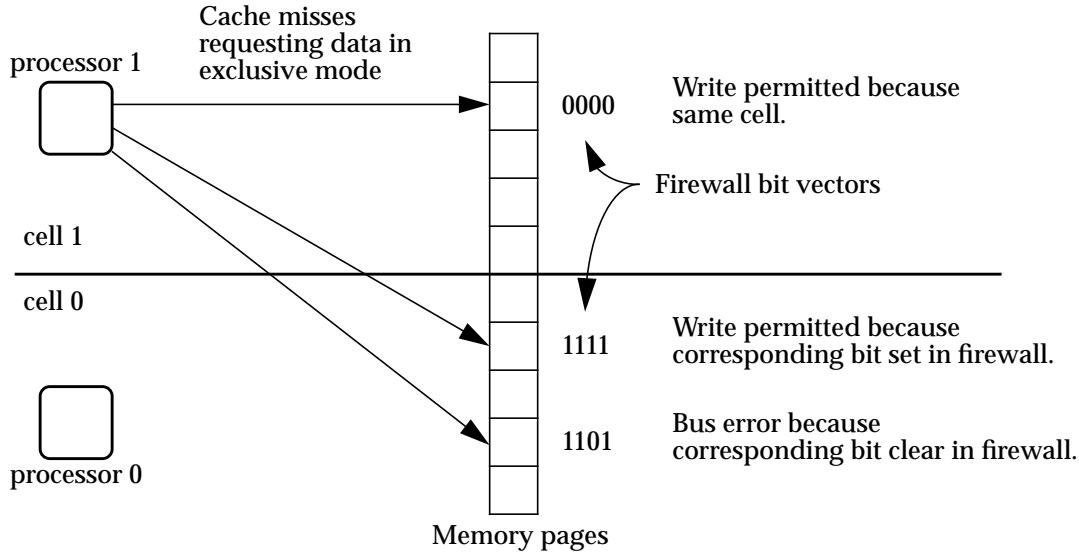 Cache misses
requesting data in
exclusive mode
processor 1
0000
Write permitted because
same cell.
Firewall bit vectors
cell 1
cell 0
1111
Write permitted because
corresponding bit set in firewall.
1101
Bus error because
corresponding bit clear in firewall.
processor 0
Memory pages